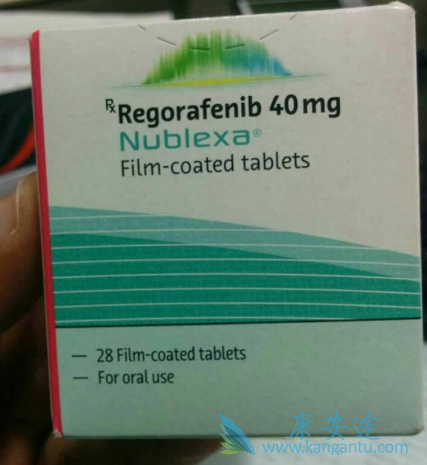 ℞Regorafenib 40 mg
Nublexa®
Film-coated tablets
— 28 Film-coated tablets
— For oral use
康安途
www.kangantu.com